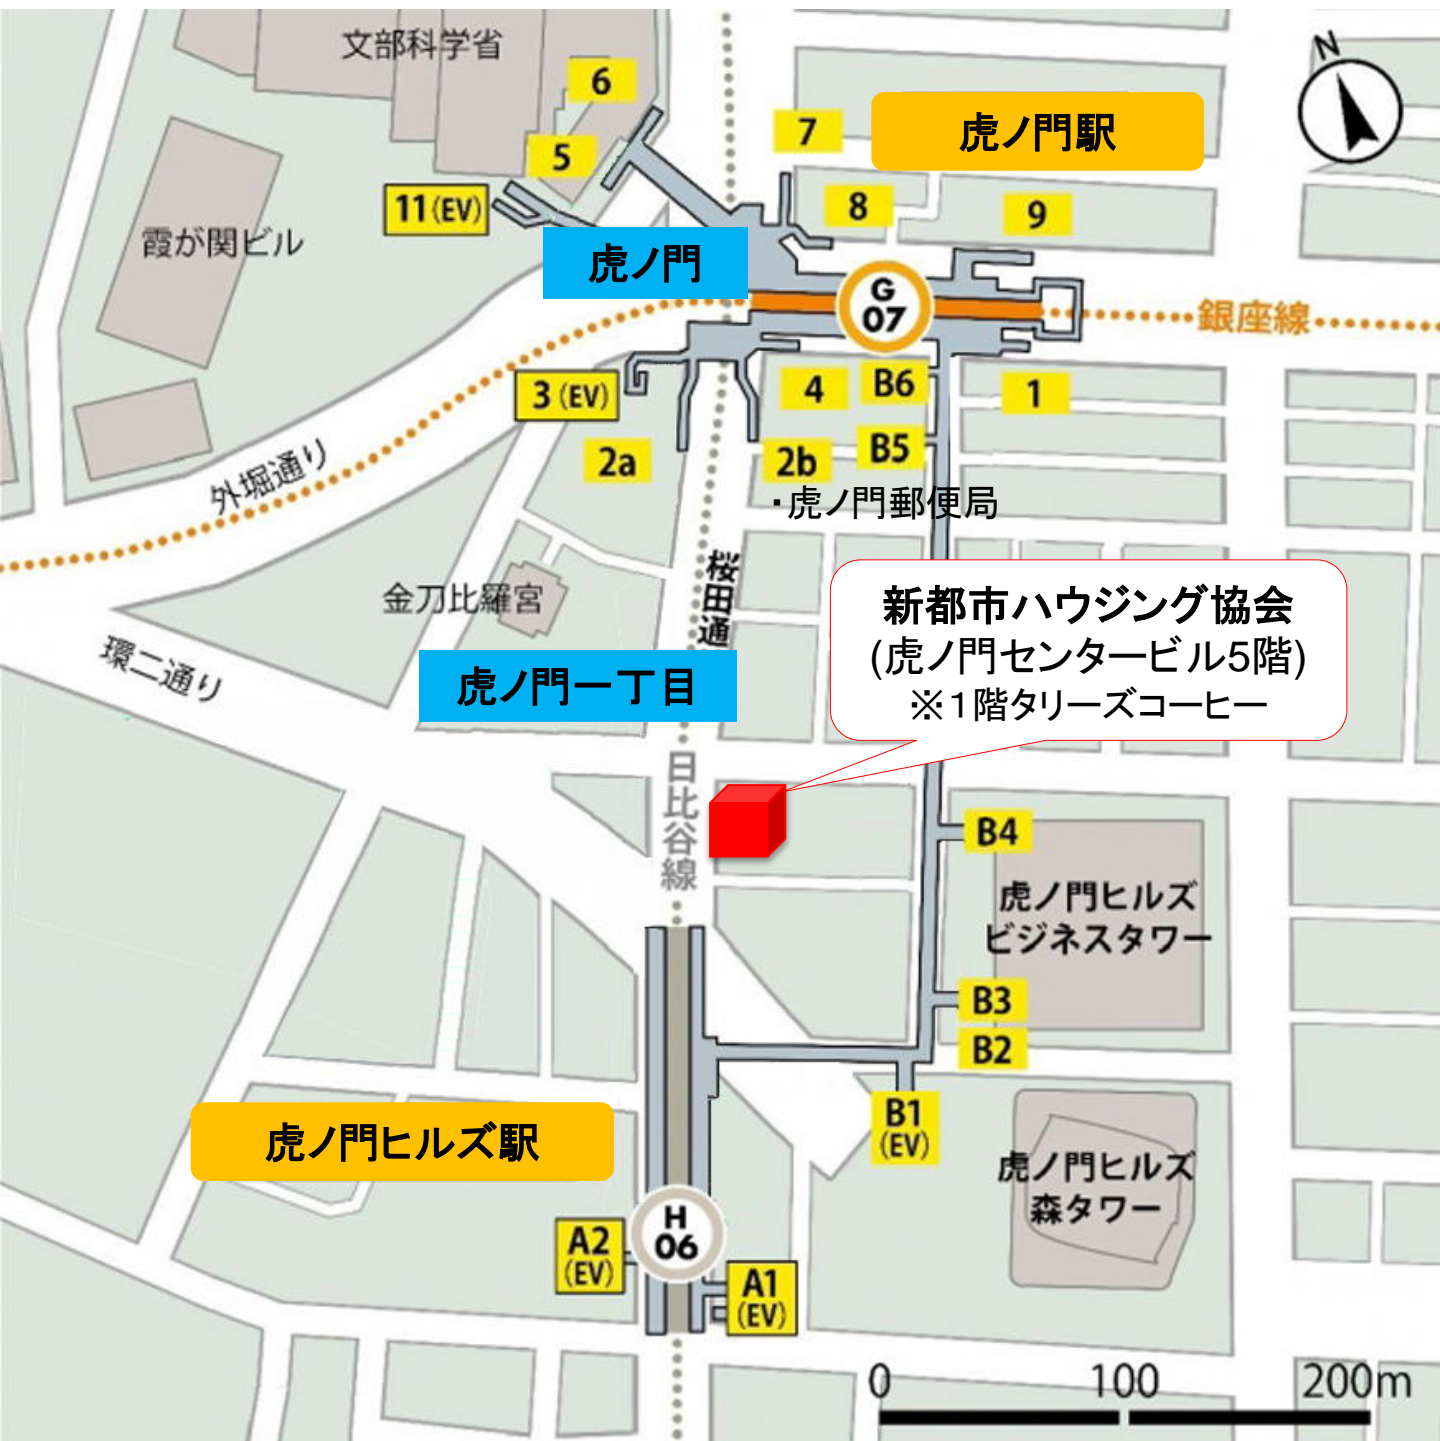 文部科学省
N
6
虎ノ門駅
7
5
11(EV)
8
9
霞が関ビル
虎ノ門
G
07
銀座線
3(EV)
4
B6
1
2a
2b
B5
外堀通り
・虎ノ門郵便局
桜田通
金刀比羅宮
新都市ハウジング協会
(虎ノ門センタービル5階)
※1階タリーズコーヒー
環二通り
虎ノ門一丁目
日比谷線
B4
虎ノ門ヒルズ
ビジネスタワー
B3
B2
B1
(EV)
虎ノ門ヒルズ駅
虎ノ門ヒルズ
森タワー
H
06
A2
(EV)
A1
(EV)
0 100 200m